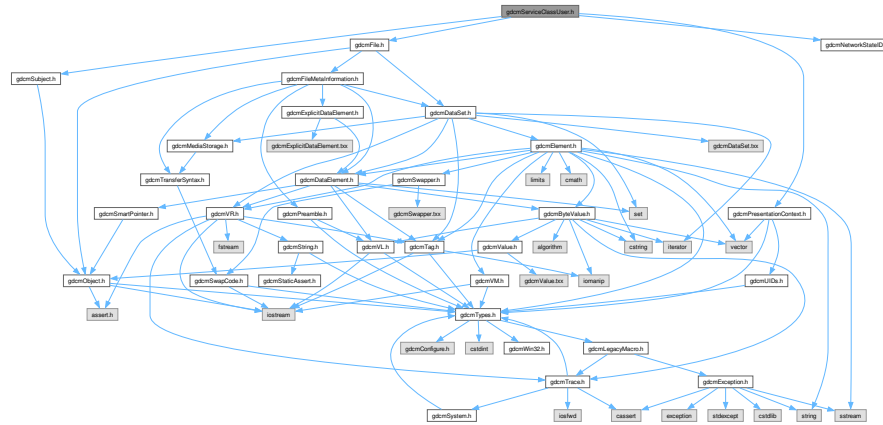 gdcmServiceClassUser.h
gdcmFile.h
gdcmNetworkStateID
gdcmSubject.h
gdcmFileMetaInformation.h
gdcmExplicitDataElement.h
gdcmDataSet.h
gdcmMediaStorage.h
gdcmExplicitDataElement.txx
gdcmElement.h
gdcmDataSet.txx
gdcmTransferSyntax.h
gdcmDataElement.h
gdcmSwapper.h
limits
cmath
gdcmSmartPointer.h
gdcmVR.h
gdcmPreamble.h
gdcmSwapper.txx
gdcmByteValue.h
set
gdcmPresentationContext.h
fstream
gdcmString.h
gdcmVL.h
gdcmTag.h
gdcmValue.h
algorithm
cstring
iterator
vector
gdcmObject.h
gdcmSwapCode.h
gdcmStaticAssert.h
gdcmVM.h
gdcmValue.txx
iomanip
gdcmUIDs.h
assert.h
iostream
gdcmTypes.h
gdcmConfigure.h
cstdint
gdcmWin32.h
gdcmLegacyMacro.h
gdcmTrace.h
gdcmException.h
gdcmSystem.h
iosfwd
cassert
exception
stdexcept
cstdlib
string
sstream